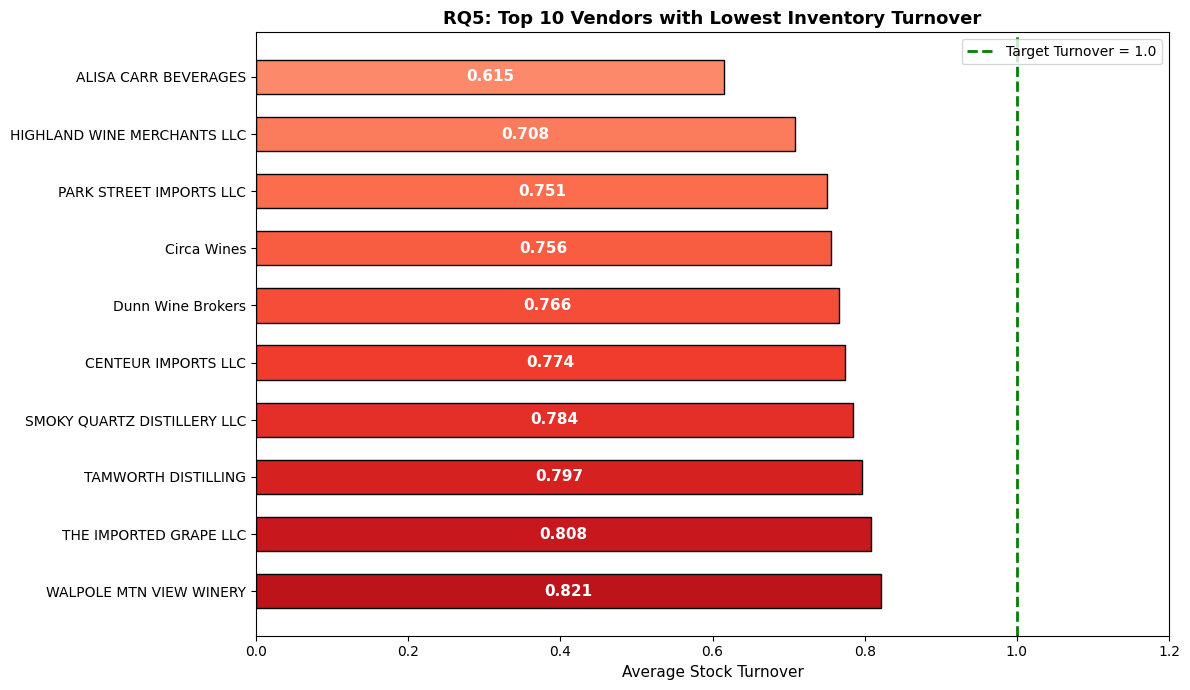 RQ5: Top 10 Vendors with Lowest Inventory Turnover
Target Turnover = 1.0
ALISA CARR BEVERAGES 0.615
HIGHLAND WINE MERCHANTS LLC 0.708
PARK STREET IMPORTS LLC 0.751
Circa Wines 0.756
Dunn Wine Brokers 0.766
CENTEUR IMPORTS LLC 0.774
SMOKY QUARTZ DISTILLERY LLC 0.784
TAMWORTH DISTILLING 0.797
THE IMPORTED GRAPE LLC 0.808
WALPOLE MTN VIEW WINERY 0.821
0.0 0.2 0.4 0.6 0.8 1.0 1.2
Average Stock Turnover